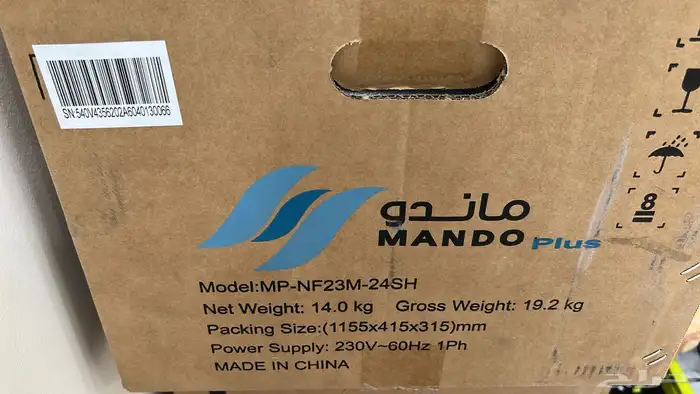 SN:540V4356202A6040130066
ماندو
MANDO Plus
8
Model:MP-NF23M-24SH
Net Weight: 14.0 kg Gross Weight: 19.2 kg
Packing Size:(1155x415x315)mm
Power Supply: 230V~60Hz 1Ph
MADE IN CHINA
حراج